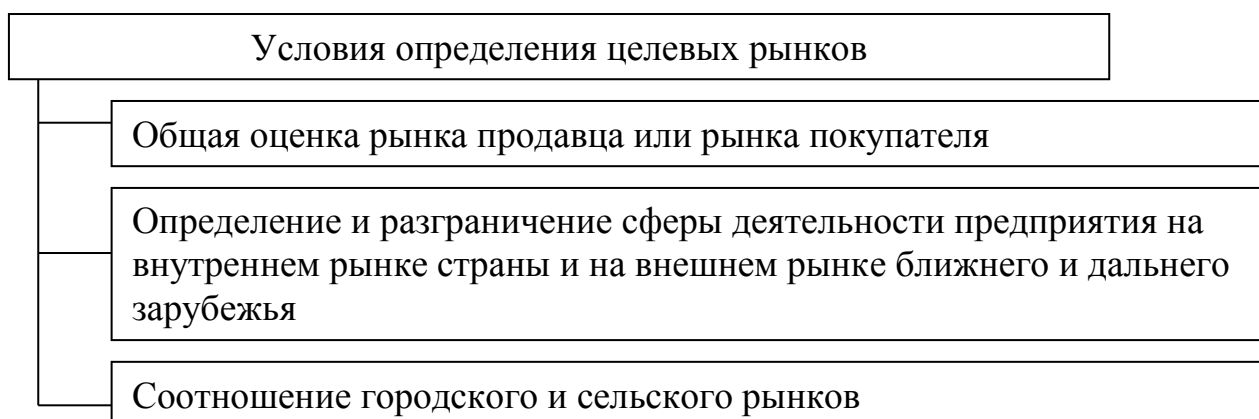 Условия определения целевых рынков
Общая оценка рынка продавца или рынка покупателя
Определение и разграничение сферы деятельности предприятия на
внутреннем рынке страны и на внешнем рынке ближнего и дальнего
зарубежья
Соотношение городского и сельского рынков